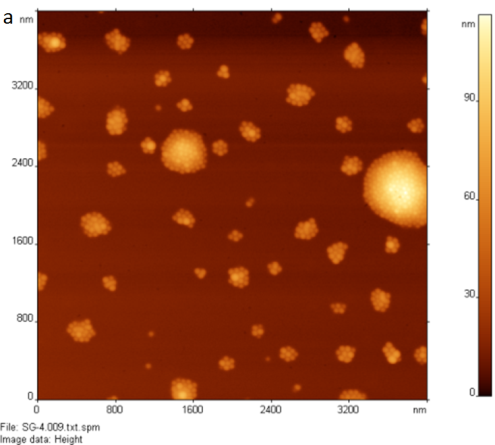 a
nm
nm
3200
90
2400
60
1600
30
800
0
0
0 800 1600 2400 3200 nm
File: SG-4.009.txt.spm
Image data: Height